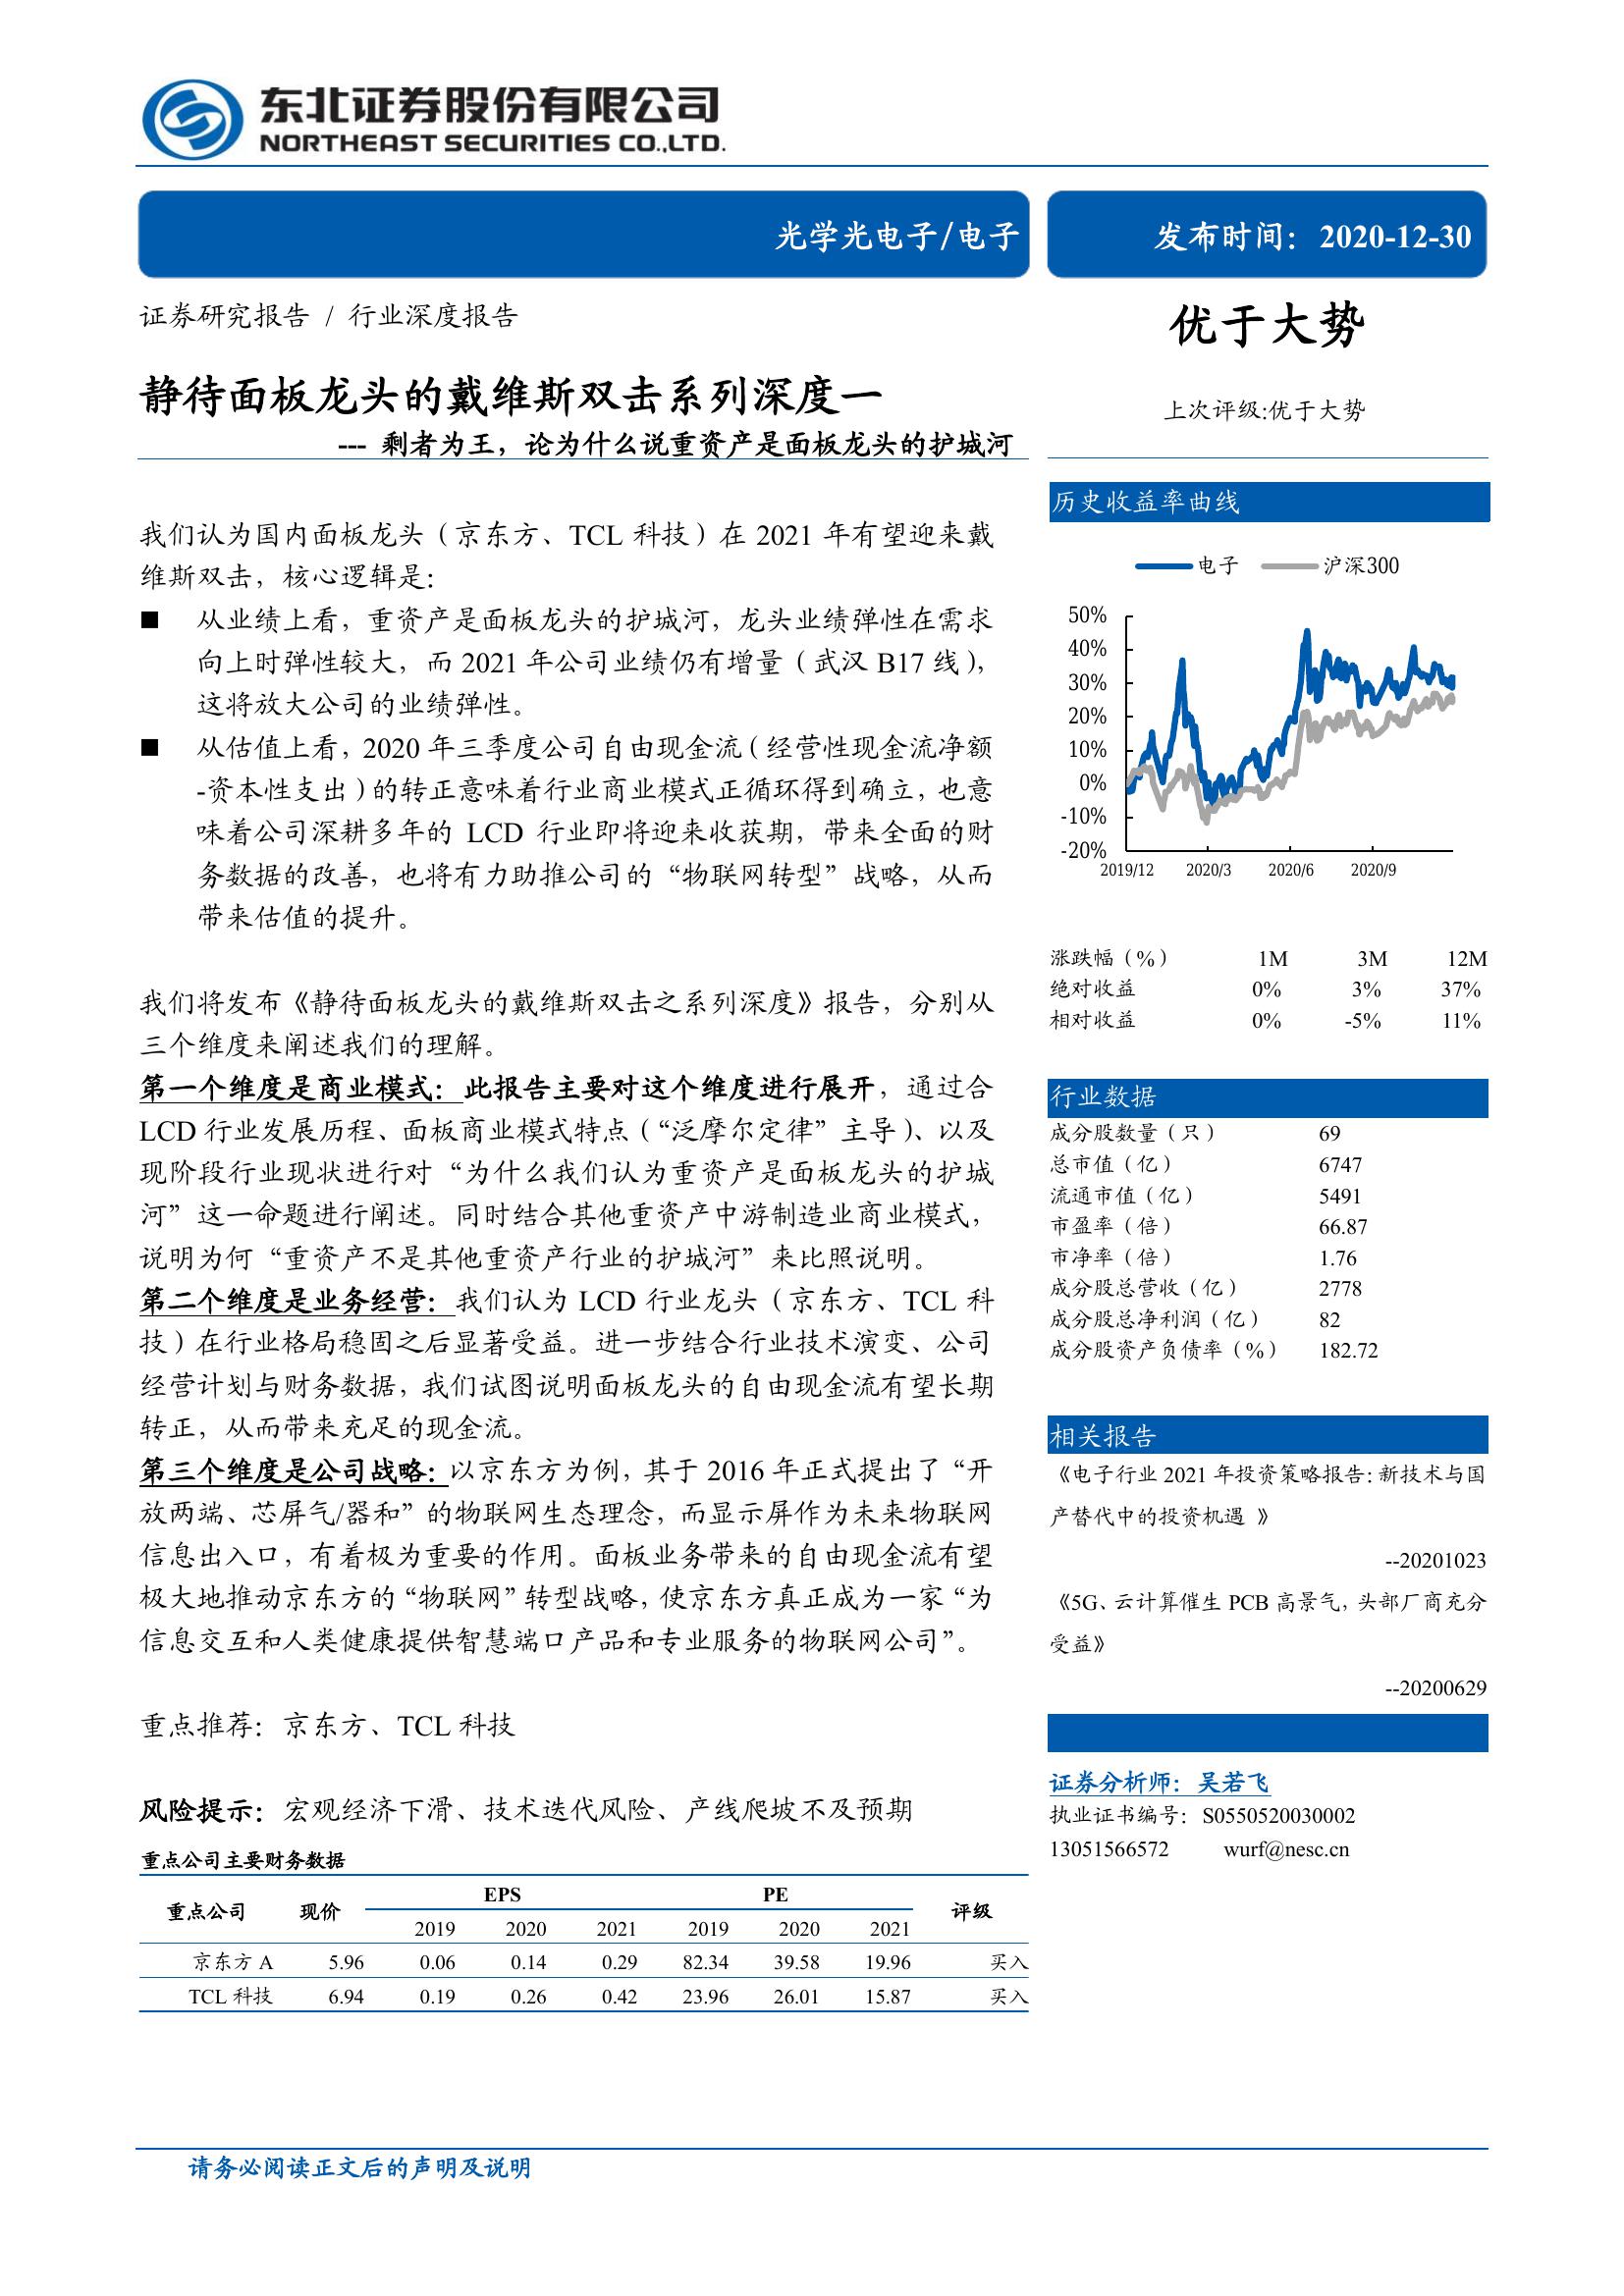 东北证券股份有限公司
NORTHEAST SECURITIES CO.,LTD.
光学光电子/电子
发布时间：2020-12-30
证券研究报告 / 行业深度报告
静待面板龙头的戴维斯双击系列深度一
--- 剩者为王，论为什么说重资产是面板龙头的护城河
我们认为国内面板龙头（京东方、TCL 科技）在 2021 年有望迎来戴
维斯双击，核心逻辑是：
■ 从业绩上看，重资产是面板龙头的护城河，龙头业绩弹性在需求
向上时弹性较大，而 2021 年公司业绩仍有增量（武汉 B17 线），
这将放大公司的业绩弹性。
■ 从估值上看，2020 年三季度公司自由现金流（经营性现金流净额
-资本性支出）的转正意味着行业商业模式正循环得到确立，也意
味着公司深耕多年的 LCD 行业即将迎来收获期，带来全面的财
务数据的改善，也将有力助推公司的“物联网转型”战略，从而
带来估值的提升。
我们将发布《静待面板龙头的戴维斯双击之系列深度》报告，分别从
三个维度来阐述我们的理解。
第一个维度是商业模式：此报告主要对这个维度进行展开，通过合
LCD 行业发展历程、面板商业模式特点（“泛摩尔定律”主导）、以及
现阶段行业现状进行对“为什么我们认为重资产是面板龙头的护城
河”这一命题进行阐述。同时结合其他重资产中游制造业商业模式，
说明为何“重资产不是其他重资产行业的护城河”来比照说明。
第二个维度是业务经营：我们认为 LCD 行业龙头（京东方、TCL 科
技）在行业格局稳固之后显著受益。进一步结合行业技术演变、公司
经营计划与财务数据，我们试图说明面板龙头的自由现金流有望长期
转正，从而带来充足的现金流。
第三个维度是公司战略：以京东方为例，其于 2016 年正式提出了“开
放两端、芯屏气/器和”的物联网生态理念，而显示屏作为未来物联网
信息出入口，有着极为重要的作用。面板业务带来的自由现金流有望
极大地推动京东方的“物联网”转型战略，使京东方真正成为一家“为
信息交互和人类健康提供智慧端口产品和专业服务的物联网公司”。
重点推荐：京东方、TCL 科技
风险提示：宏观经济下滑、技术迭代风险、产线爬坡不及预期
重点公司主要财务数据
重点公司 现价 EPS PE 评级
2019 2020 2021 2019 2020 2021
京东方 A 5.96 0.06 0.14 0.29 82.34 39.58 19.96 买入
TCL 科技 6.94 0.19 0.26 0.42 23.96 26.01 15.87 买入
优于大势
上次评级:优于大势
历史收益率曲线
电子 沪深300
50%
40%
30%
20%
10%
0%
-10%
-20%
2019/12 2020/3 2020/6 2020/9
涨跌幅（%） 1M 3M 12M
绝对收益 0% 3% 37%
相对收益 0% -5% 11%
行业数据
成分股数量（只） 69
总市值（亿） 6747
流通市值（亿） 5491
市盈率（倍） 66.87
市净率（倍） 1.76
成分股总营收（亿） 2778
成分股总净利润（亿） 82
成分股资产负债率（%） 182.72
相关报告
《电子行业 2021 年投资策略报告：新技术与国
产替代中的投资机遇 》
--20201023
《5G、云计算催生 PCB 高景气，头部厂商充分
受益》
--20200629
证券分析师：吴若飞
执业证书编号：S0550520030002
13051566572 wurf@nesc.cn
请务必阅读正文后的声明及说明